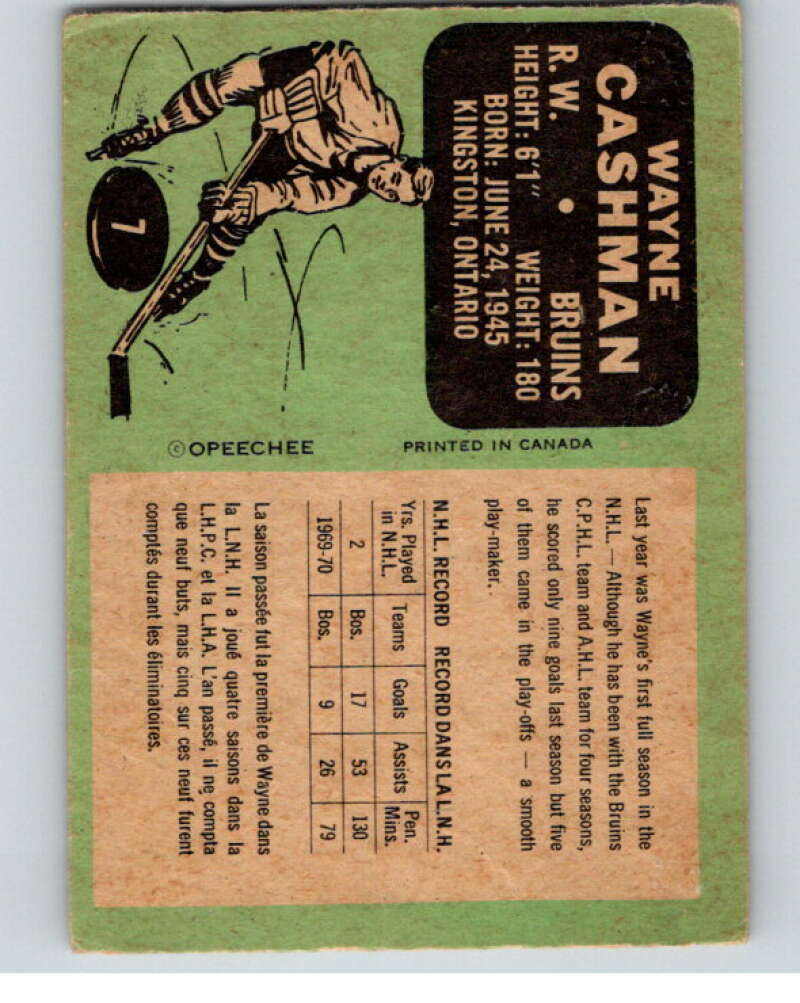 WAYNE
CASHMAN
R. W. • BRUINS
HEIGHT: 6'1" WEIGHT: 180
BORN: JUNE 24, 1945
KINGSTON, ONTARIO
7
© OPEECHEE PRINTED IN CANADA
Last year was Wayne's first full season in the
N.H.L. — Although he has been with the Bruins
C.P.H.L. team and A.H.L. team for four seasons,
he scored only nine goals last season but five
of them came in the play-offs — a smooth
play-maker..
N.H.L. RECORD RECORD DANS LA L.N.H.
Yrs. Played in N.H.L. Teams Goals Assists Pen. Mins.
2 Bos. 17 53 130
1969-70 Bos. 9 26 79
La saison passée fut la première de Wayne dans
la L.N.H. Il a joué quatre saisons dans la
L.H.P.C. et la L.H.A. L'an passé, il ne compta
que neuf buts, mais cinq sur ces neuf furent
comptés durant les éliminatoires.